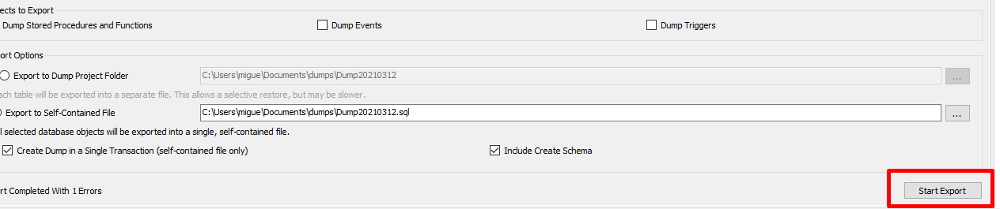 ects to Export
Dump Stored Procedures and Functions Dump Events Dump Triggers
ort Options
Export to Dump Project Folder C:\Users\migue\Documents\dumps\Dump20210312 ...
ach table will be exported into a separate file. This allows a selective restore, but may be slower.
Export to Self-Contained File C:\Users\migue\Documents\dumps\Dump20210312.sql ...
l selected database objects will be exported into a single, self-contained file.
Create Dump in a Single Transaction (self-contained file only) Include Create Schema
rt Completed With 1 Errors Start Export